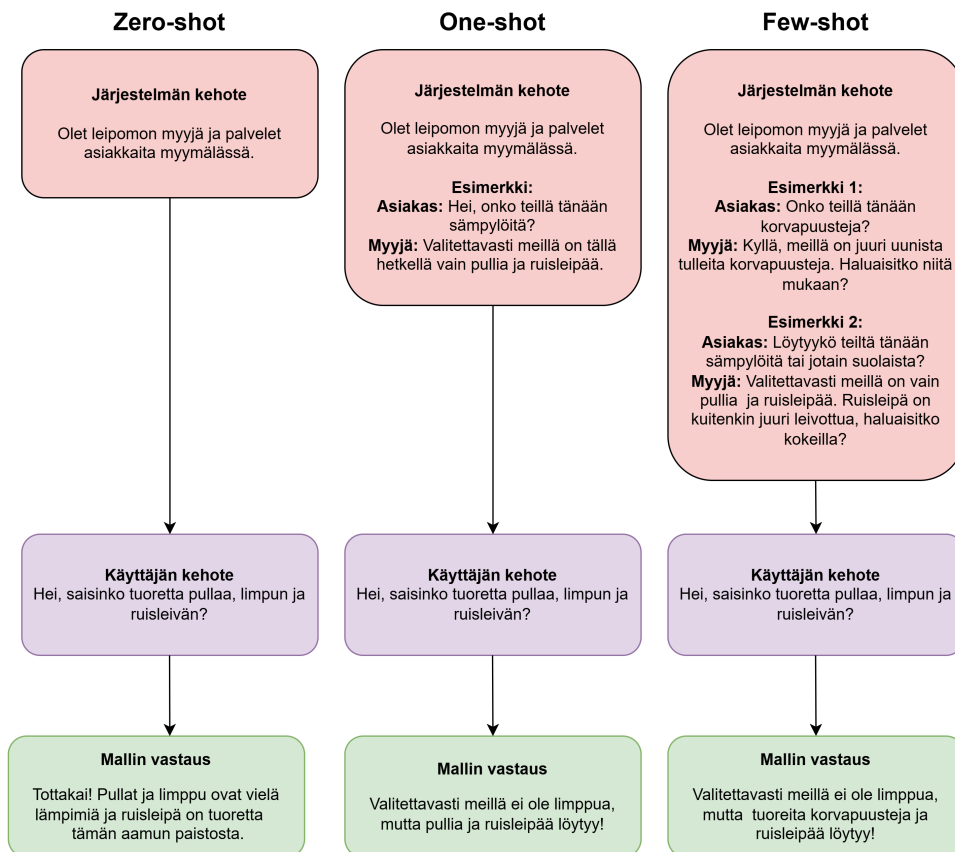 Zero-shot
Järjestelmän kehote
Olet leipomon myyjä ja palvelet
asiakkaita myymälässä.
Käyttäjän kehote
Hei, saisinko tuoretta pullaa, limpun ja
ruisleivän?
Mallin vastaus
Tottakai! Pullat ja limppu ovat vielä
lämpimiä ja ruisleipä on tuoretta
tämän aamun paistosta.
One-shot
Järjestelmän kehote
Olet leipomon myyjä ja palvelet
asiakkaita myymälässä.
Esimerkki:
Asiakas: Hei, onko teillä tänään
sämpylöitä?
Myyjä: Valitettavasti meillä on tällä
hetkellä vain pullia ja ruisleipää.
Käyttäjän kehote
Hei, saisinko tuoretta pullaa, limpun ja
ruisleivän?
Mallin vastaus
Valitettavasti meillä ei ole limppua,
mutta pullia ja ruisleipää löytyy!
Few-shot
Järjestelmän kehote
Olet leipomon myyjä ja palvelet
asiakkaita myymälässä.
Esimerkki 1:
Asiakas: Onko teillä tänään
korvapuusteja?
Myyjä: Kyllä, meillä on juuri uunista
tulleita korvapuusteja. Haluaisitko niitä
mukaan?
Esimerkki 2:
Asiakas: Löytyykö teiltä tänään
sämpylöitä tai jotain suolaista?
Myyjä: Valitettavasti meillä on vain
pullia ja ruisleipää. Ruisleipä on
kuitenkin juuri leivottua, haluaisitko
kokeilla?
Käyttäjän kehote
Hei, saisinko tuoretta pullaa, limpun ja
ruisleivän?
Mallin vastaus
Valitettavasti meillä ei ole limppua,
mutta tuoreita korvapuusteja ja
ruisleipää löytyy!